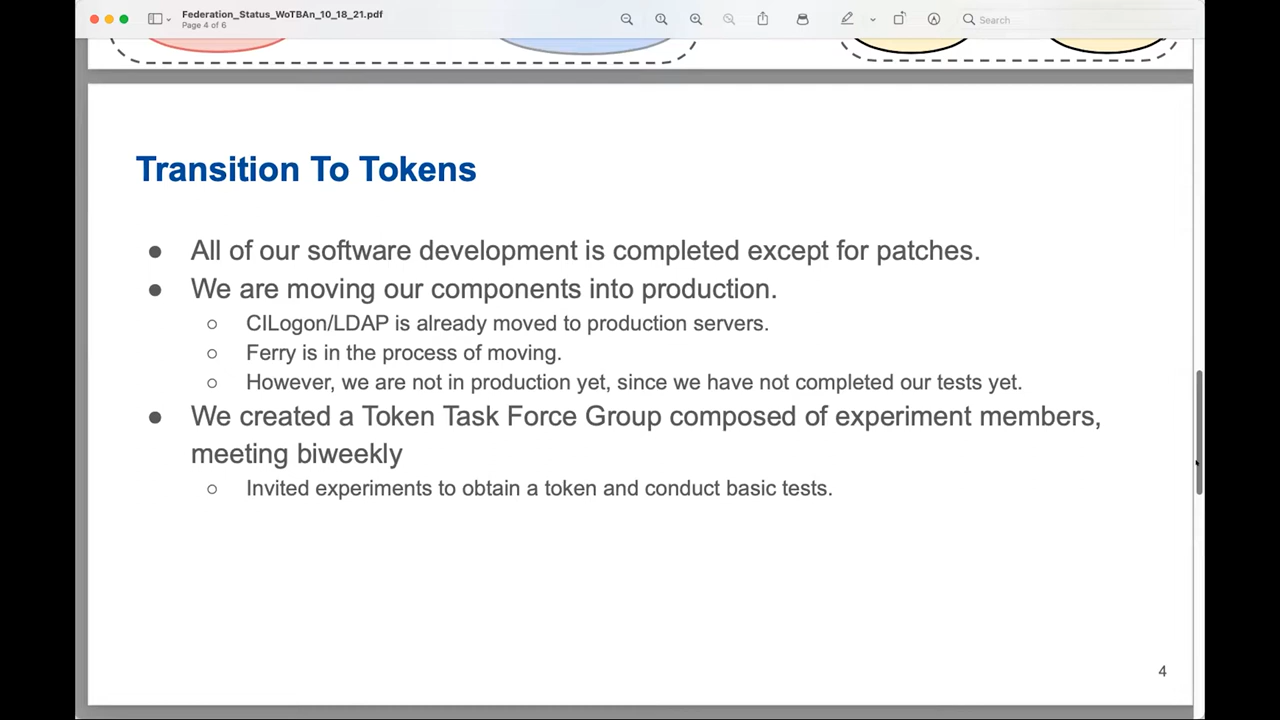 Federation_Status_WoTBAn_10_18_21.pdf
Page 4 of 6
Search
Transition To Tokens
● All of our software development is completed except for patches.
● We are moving our components into production.
○ CILogon/LDAP is already moved to production servers.
○ Ferry is in the process of moving.
○ However, we are not in production yet, since we have not completed our tests yet.
● We created a Token Task Force Group composed of experiment members,
meeting biweekly
○ Invited experiments to obtain a token and conduct basic tests.
4